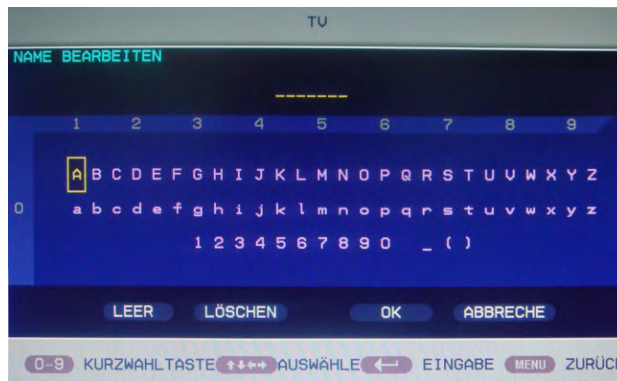 TV
NAME BEARBEITEN
-------
1 2 3 4 5 6 7 8 9
A B C D E F G H I J K L M N O P Q R S T U V W X Y Z
0 a b c d e f g h i j k l m n o p q r s t u v w x y z
1 2 3 4 5 6 7 8 9 0 _ ( )
LEER LÖSCHEN OK ABBRECHE
0~9 KURZWAHLTASTE AUSWÄHLE EINGABE MENU ZURÜC